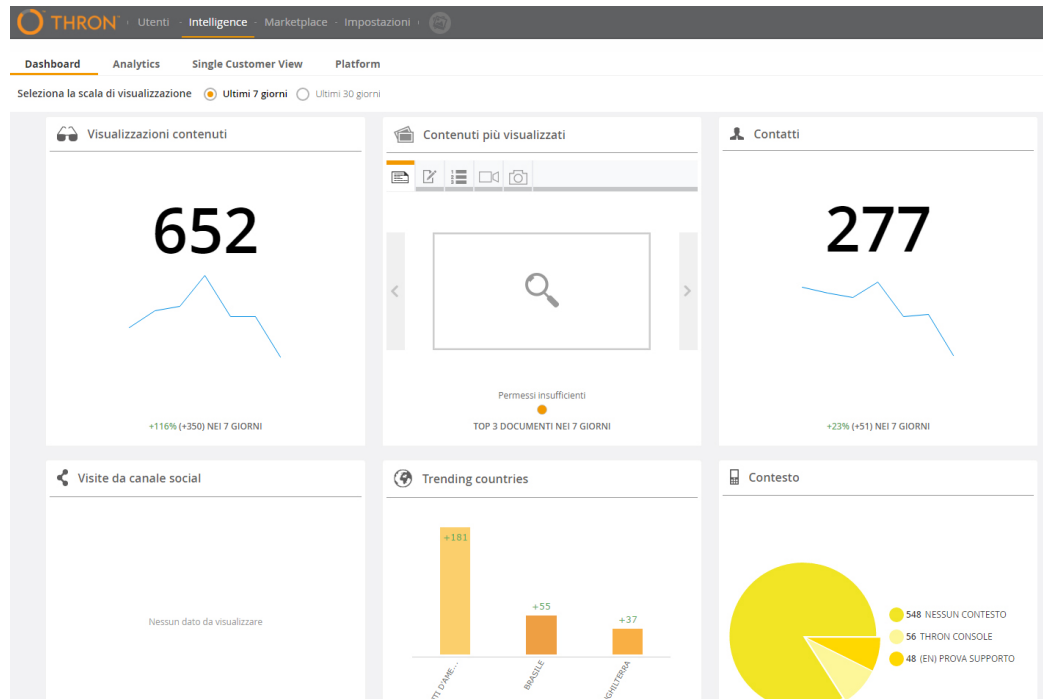 THRON
Utenti
Intelligence
Marketplace
Impostazioni
Dashboard
Analytics
Single Customer View
Platform
Seleziona la scala di visualizzazione
Ultimi 7 giorni
Ultimi 30 giorni
Visualizzazioni contenuti
652
+116% (+350) NEI 7 GIORNI
Contenuti più visualizzati
Permessi insufficienti
TOP 3 DOCUMENTI NEI 7 GIORNI
Contatti
277
+23% (+51) NEI 7 GIORNI
Visite da canale social
Nessun dato da visualizzare
Trending countries
+181
+55
+37
BRASILE
Contesto
548 NESSUN CONTESTO
56 THRON CONSOLE
48 (EN) PROVA SUPPORTO